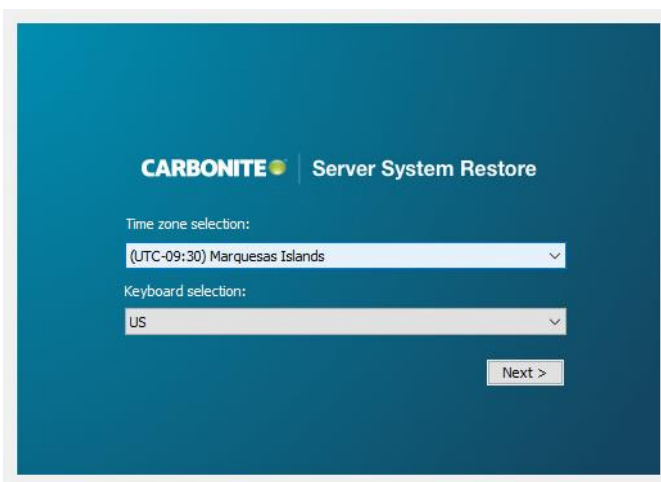 CARBONITE Server System Restore
Time zone selection:
(UTC-09:30) Marquesas Islands
Keyboard selection:
US
Next >